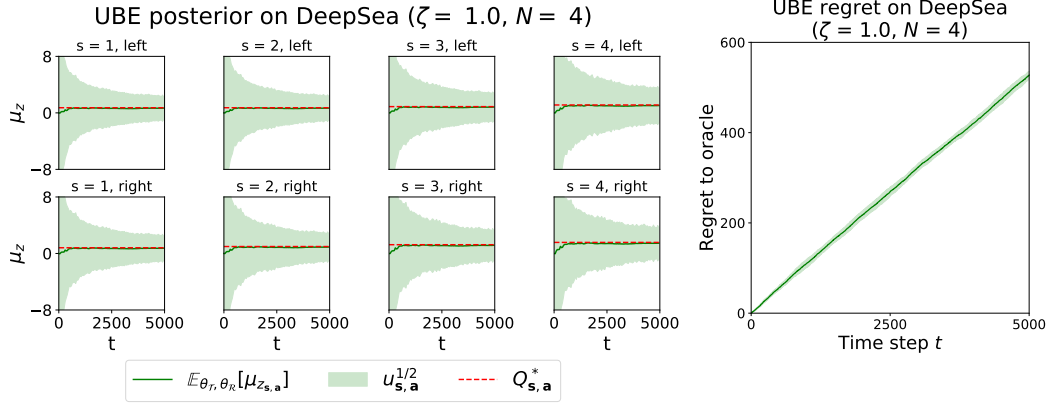 UBE posterior on DeepSea (ζ = 1.0, N = 4)
s = 1, left
s = 2, left
s = 3, left
s = 4, left
8
0
−8
μz
s = 1, right
s = 2, right
s = 3, right
s = 4, right
8
0
−8
μz
0 2500 5000
0 2500 5000
0 2500 5000
0 2500 5000
t
t
t
t
𝔼θ𝒯, θℛ[μz𝐬,𝐚]
u𝐬,𝐚^1/2
Q*𝐬,𝐚
UBE regret on DeepSea
(ζ = 1.0, N = 4)
600
400
200
0
Regret to oracle
0 2500 5000
Time step t